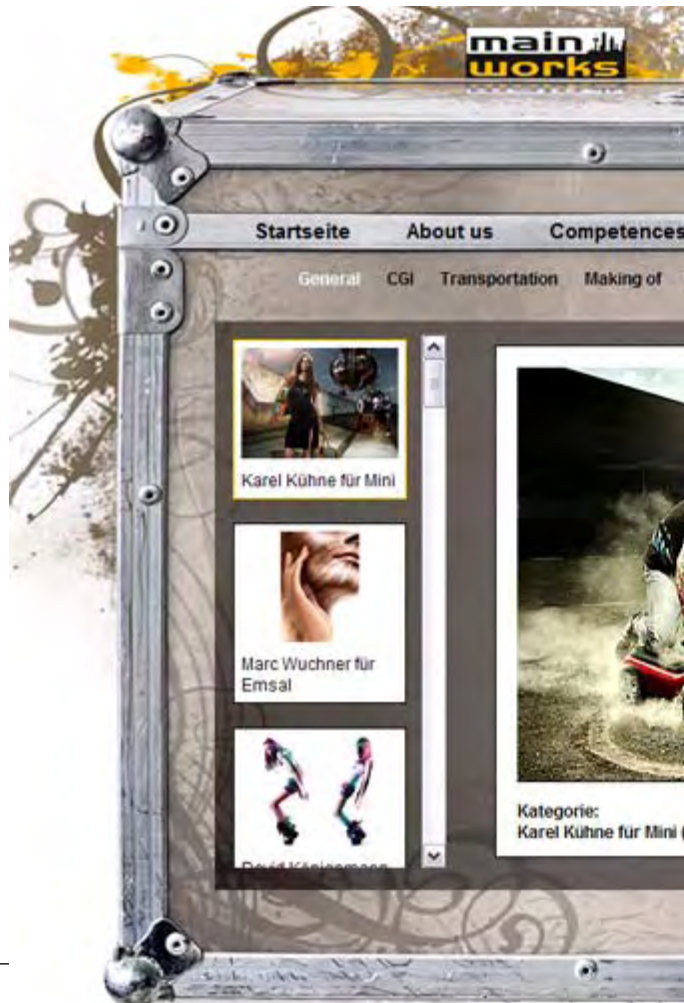 main
works
Startseite About us Competences
General CGI Transportation Making of
Karel Kühne für Mini
Marc Wuchner für
Emsal
David
Kategorie:
Karel Kühne für Mini (